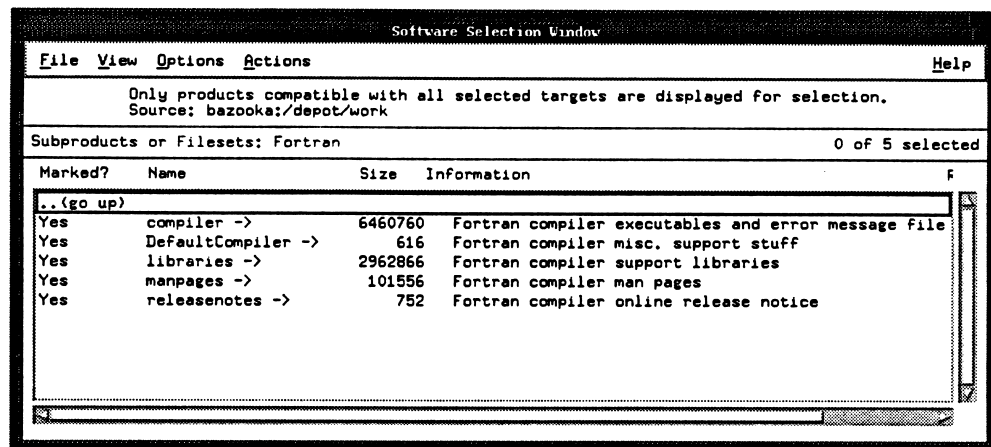 Software Selection Window
File View Options Actions Help
Only products compatible with all selected targets are displayed for selection.
Source: bazooka:/depot/work
Subproducts or Filesets: Fortran 0 of 5 selected
Marked? Name Size Information F
..(go up)
Yes compiler -> 6460760 Fortran compiler executables and error message file
Yes DefaultCompiler -> 616 Fortran compiler misc. support stuff
Yes libraries -> 2962866 Fortran compiler support libraries
Yes manpages -> 101556 Fortran compiler man pages
Yes releasenotes -> 752 Fortran compiler online release notice